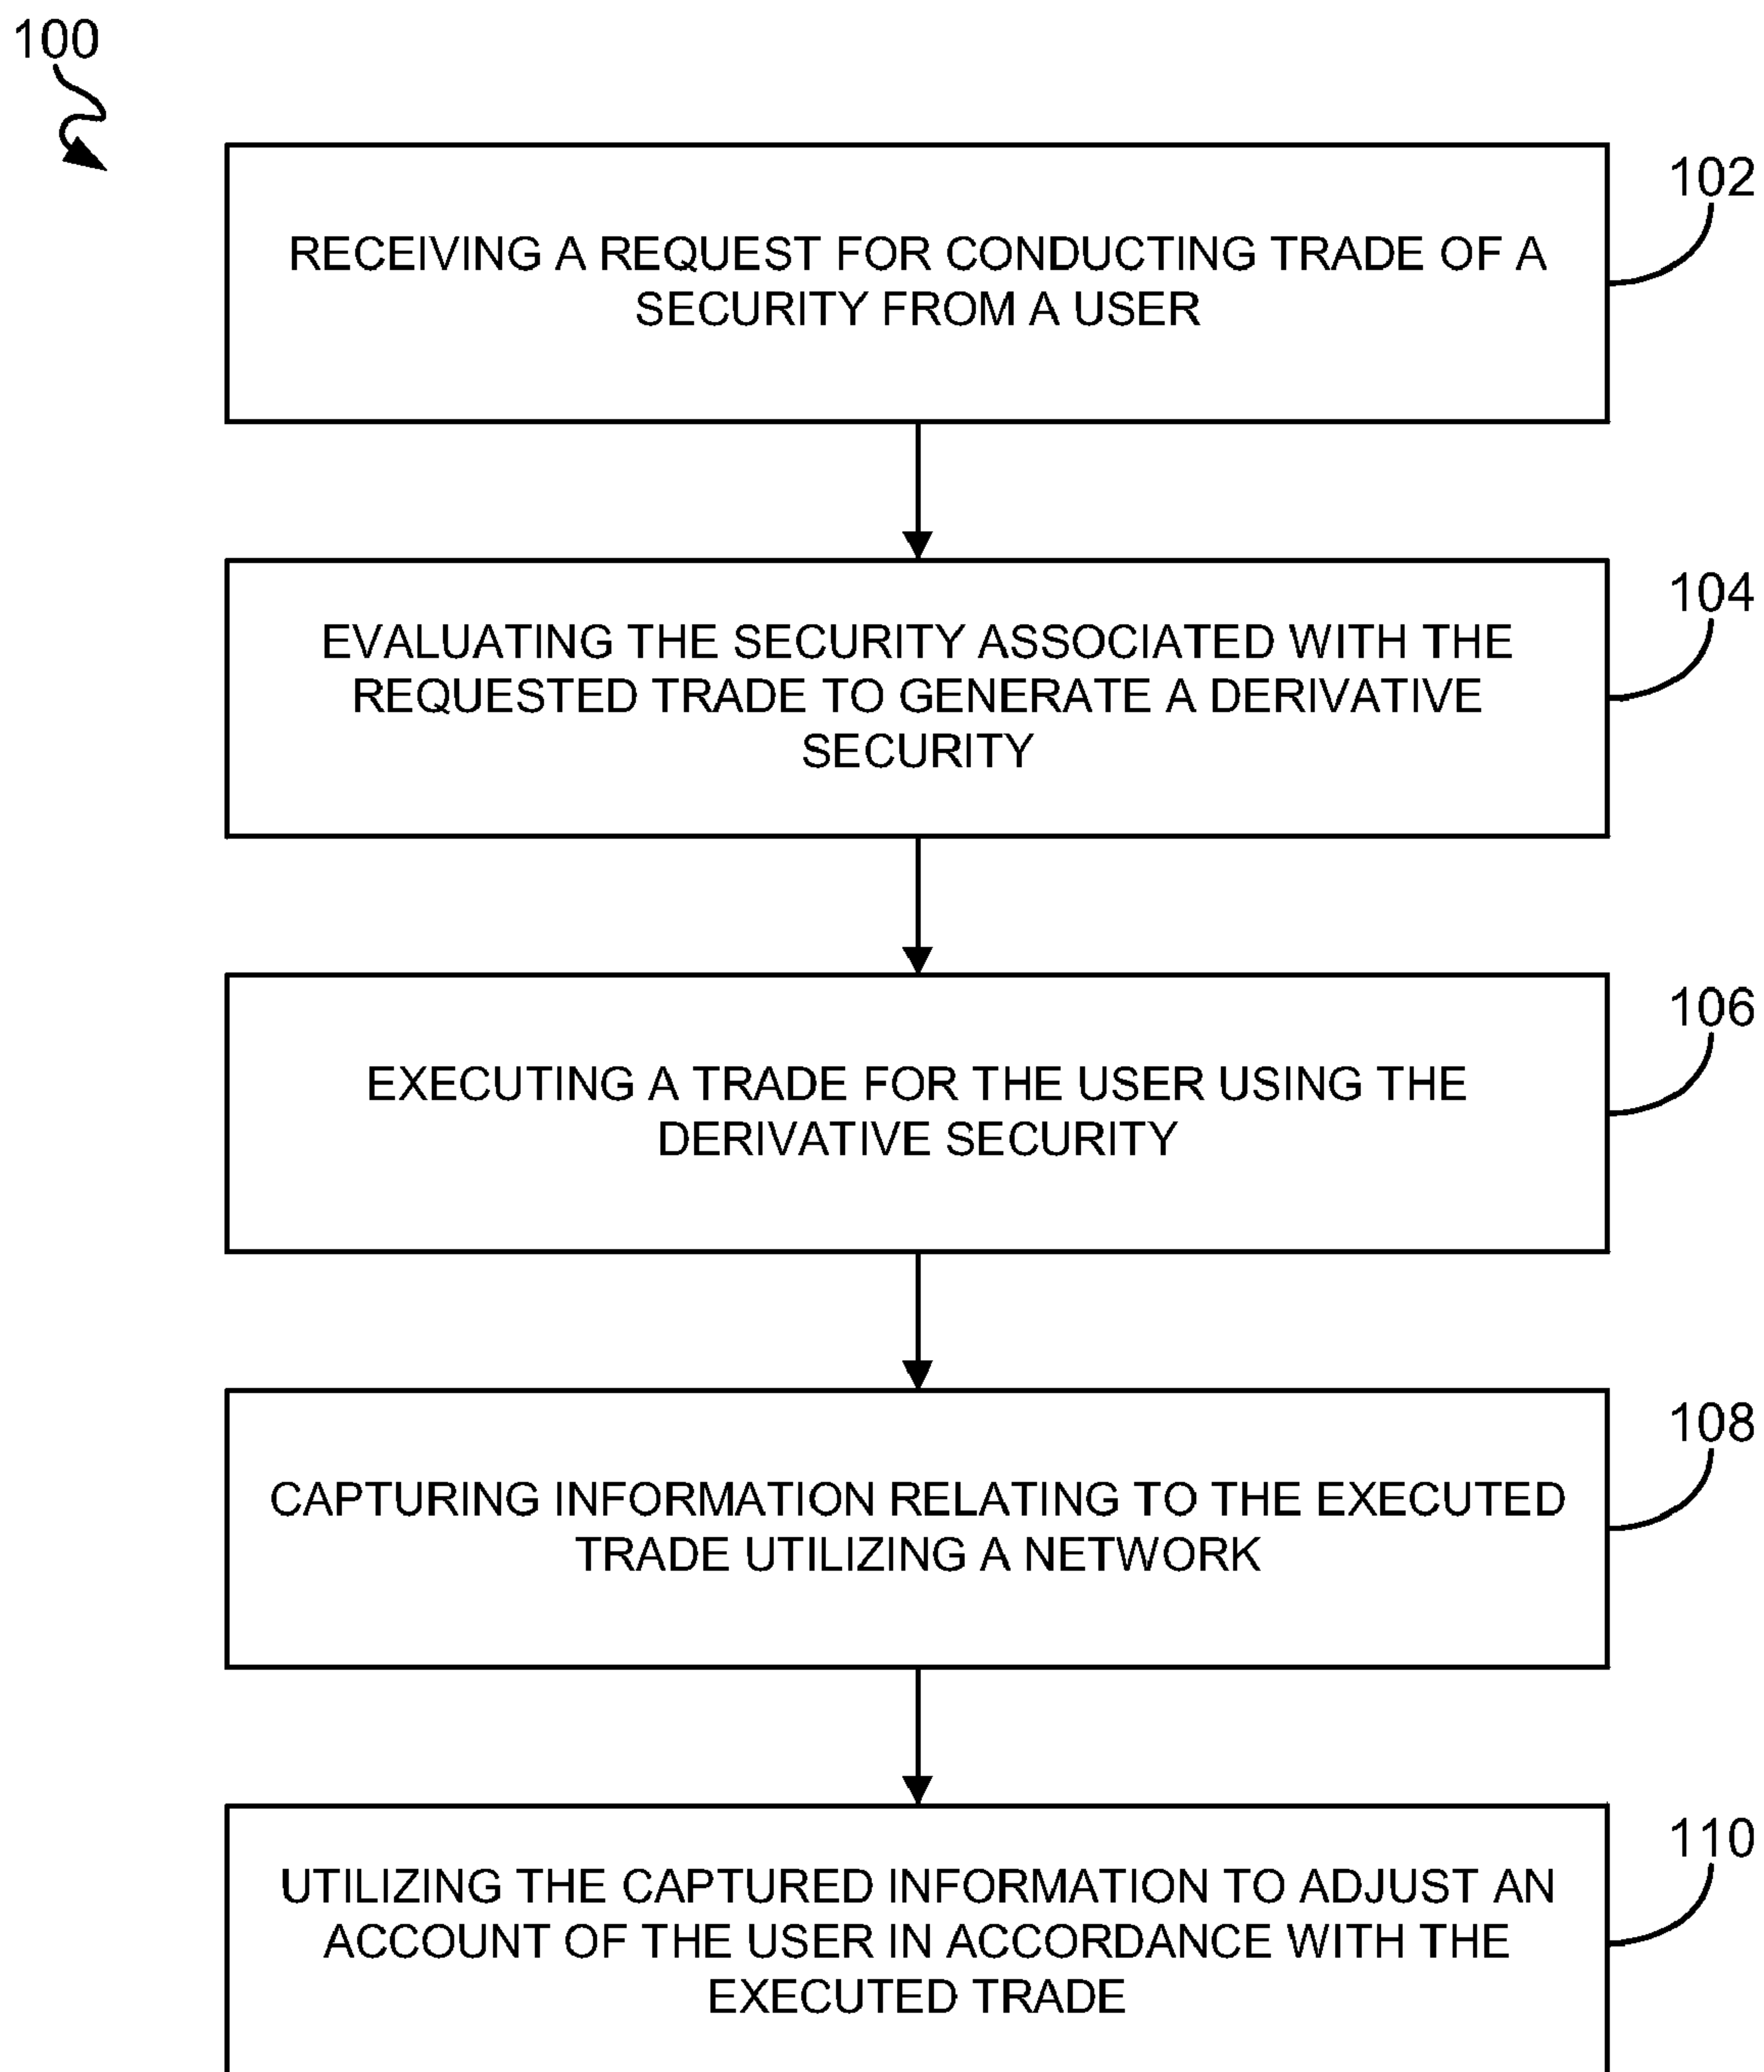 100
102
RECEIVING A REQUEST FOR CONDUCTING TRADE OF A
SECURITY FROM A USER
104
EVALUATING THE SECURITY ASSOCIATED WITH THE
REQUESTED TRADE TO GENERATE A DERIVATIVE
SECURITY
106
EXECUTING A TRADE FOR THE USER USING THE
DERIVATIVE SECURITY
108
CAPTURING INFORMATION RELATING TO THE EXECUTED
TRADE UTILIZING A NETWORK
110
UTILIZING THE CAPTURED INFORMATION TO ADJUST AN
ACCOUNT OF THE USER IN ACCORDANCE WITH THE
EXECUTED TRADE